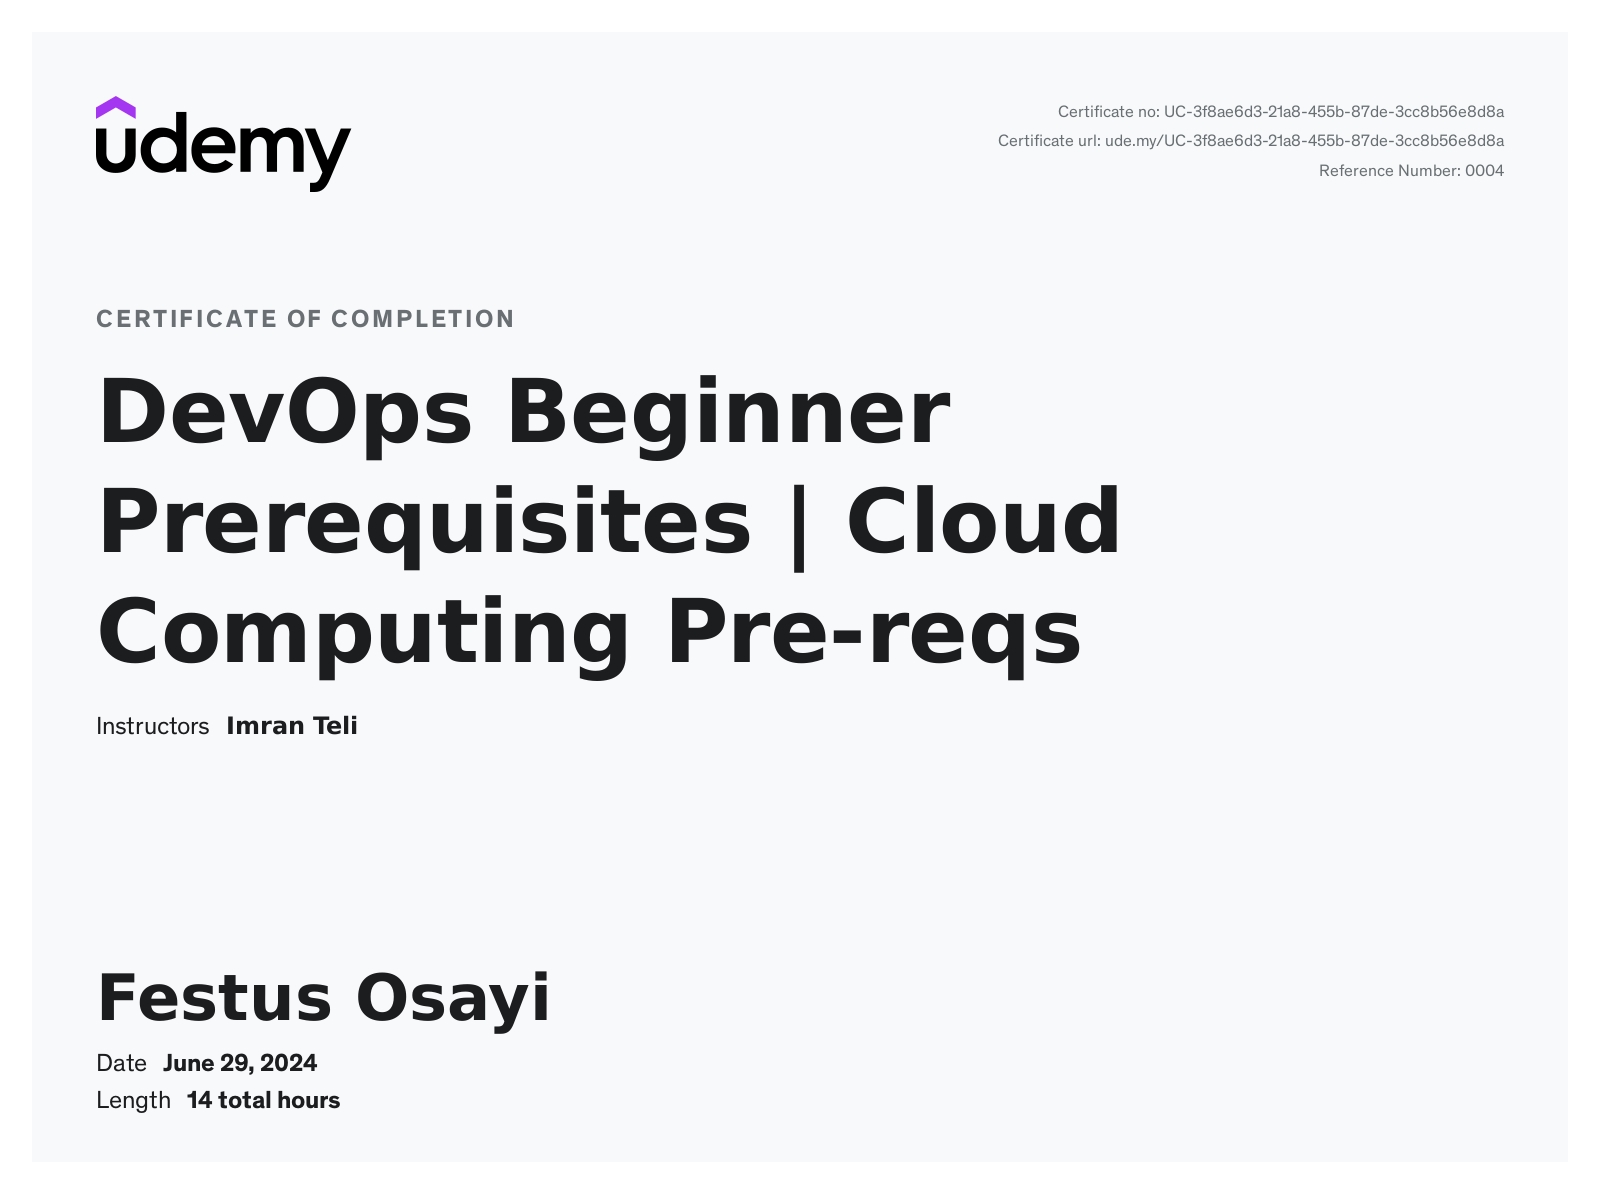 udemy
Certificate no: UC-3f8ae6d3-21a8-455b-87de-3cc8b56e8d8a
Certificate url: ude.my/UC-3f8ae6d3-21a8-455b-87de-3cc8b56e8d8a
Reference Number: 0004
CERTIFICATE OF COMPLETION
DevOps Beginner
Prerequisites | Cloud
Computing Pre-reqs
Instructors Imran Teli
Festus Osayi
Date June 29, 2024
Length 14 total hours